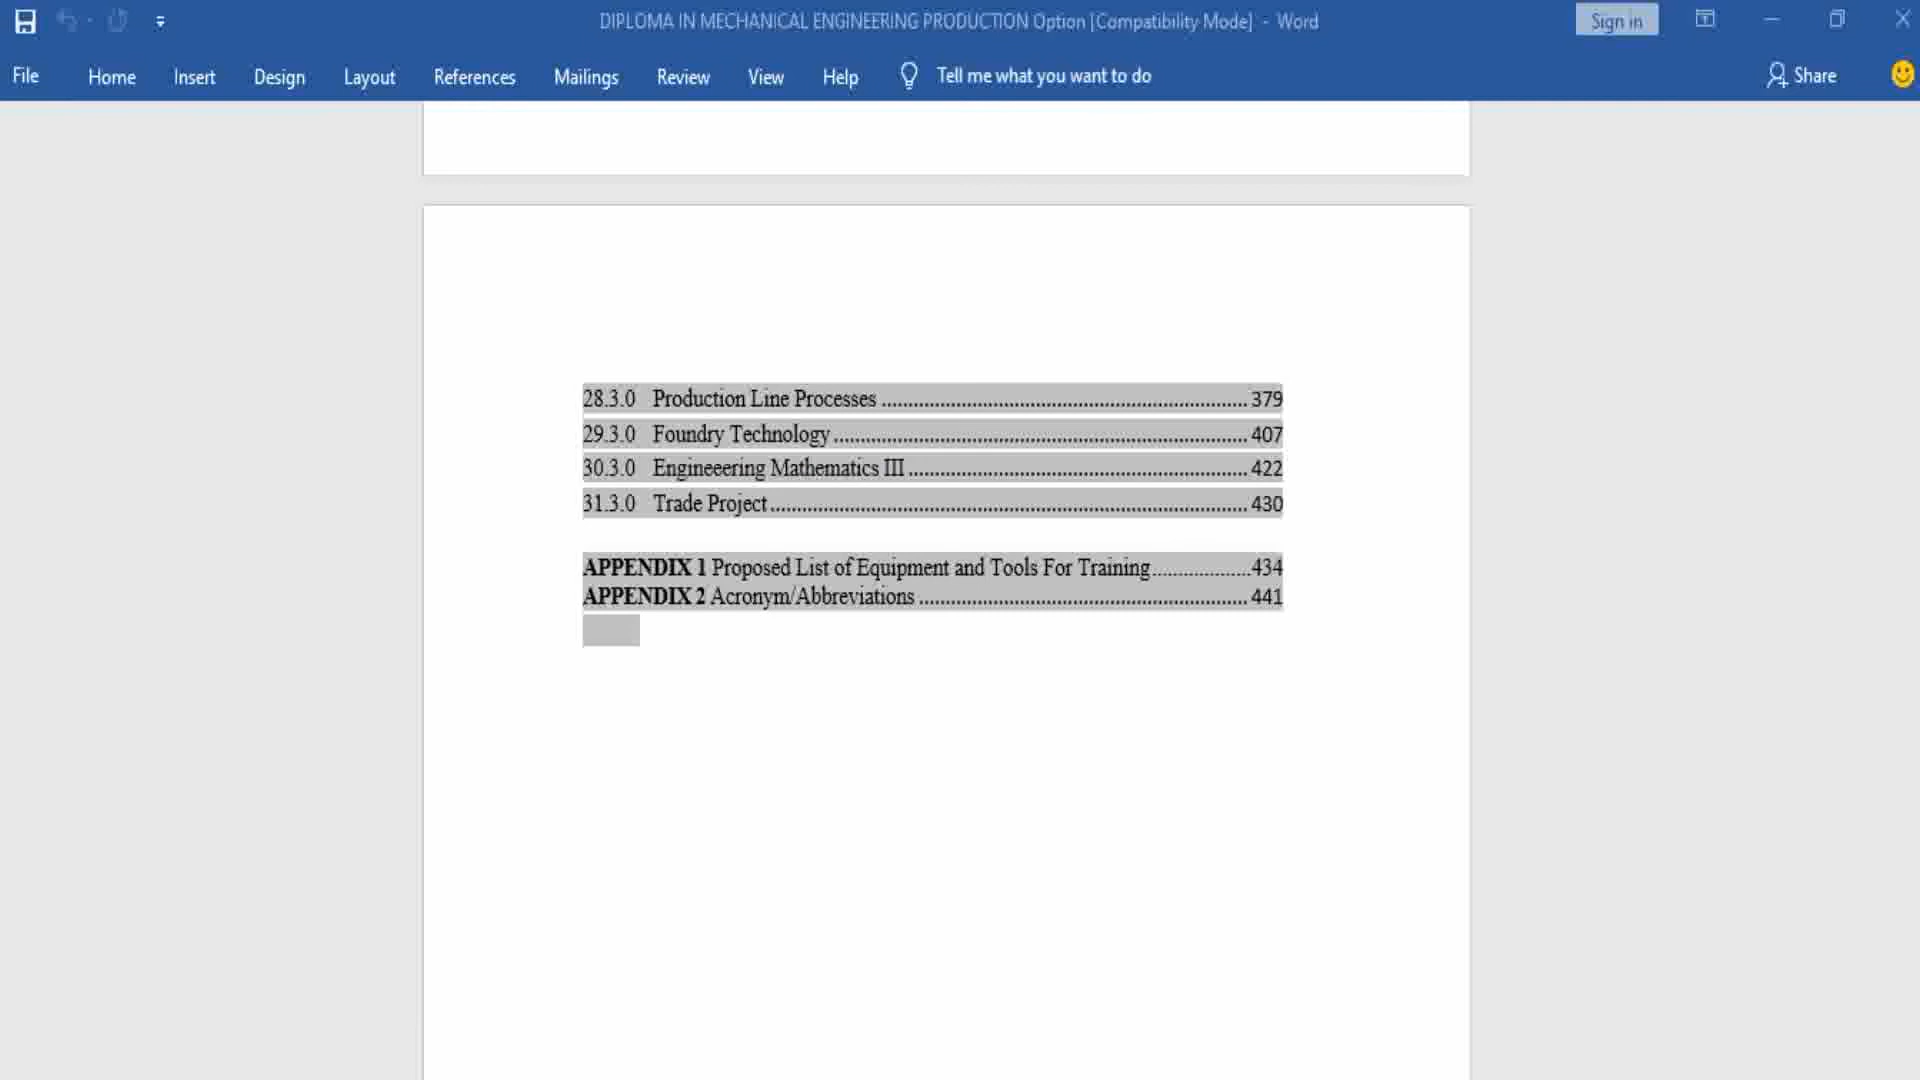 DIPLOMA IN MECHANICAL ENGINEERING PRODUCTION Option [Compatibility Mode] - Word
Sign in
File Home Insert Design Layout References Mailings Review View Help Tell me what you want to do Share
28.3.0 Production Line Processes ........................................................................ 379
29.3.0 Foundry Technology ................................................................................. 407
30.3.0 Engineeering Mathematics III .................................................................. 422
31.3.0 Trade Project ............................................................................................. 430
APPENDIX 1 Proposed List of Equipment and Tools For Training...................434
APPENDIX 2 Acronym/Abbreviations ................................................................ 441